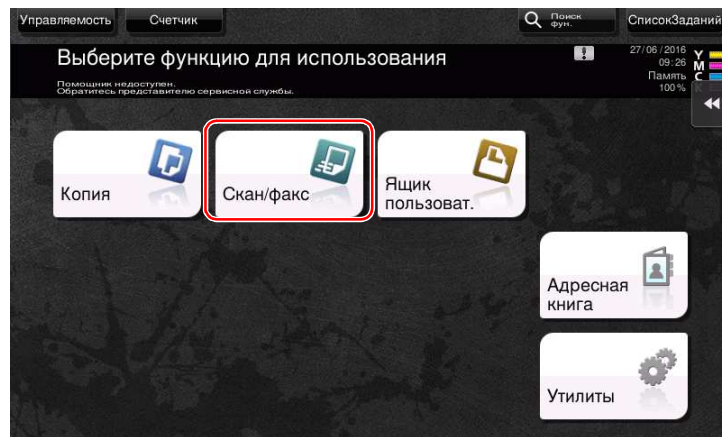 Управляемость
Счетчик
Поиск
фун.
СписокЗаданий
Выберите функцию для использования
Помощник недоступен.
Обратитесь представителю сервисной службы.
27/06/2016
09:26
Память
100%
Y
M
C
K
Копия
Скан/факс
Ящик
пользоват.
Адресная
книга
Утилиты